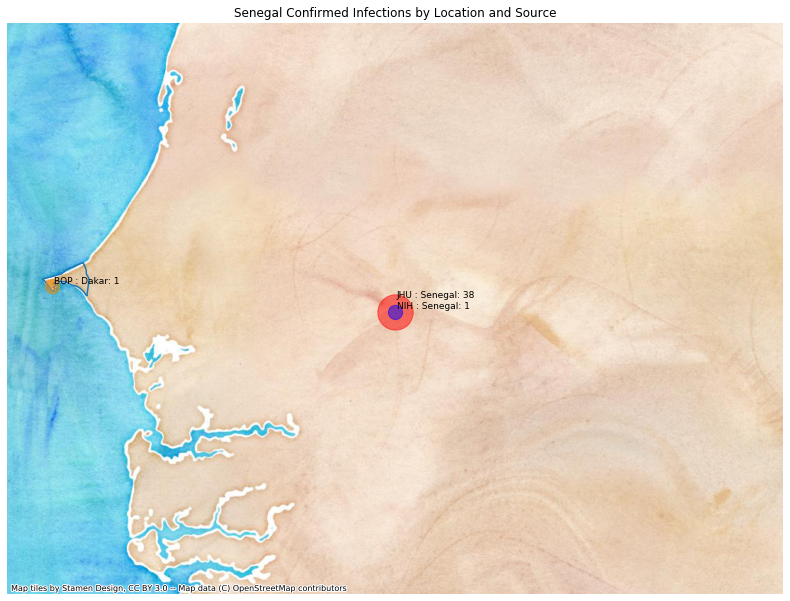 Senegal Confirmed Infections by Location and Source
BOP : Dakar: 1
JHU : Senegal: 38
NIH : Senegal: 1
Map tiles by Stamen Design, CC BY 3.0 -- Map data (C) OpenStreetMap contributors